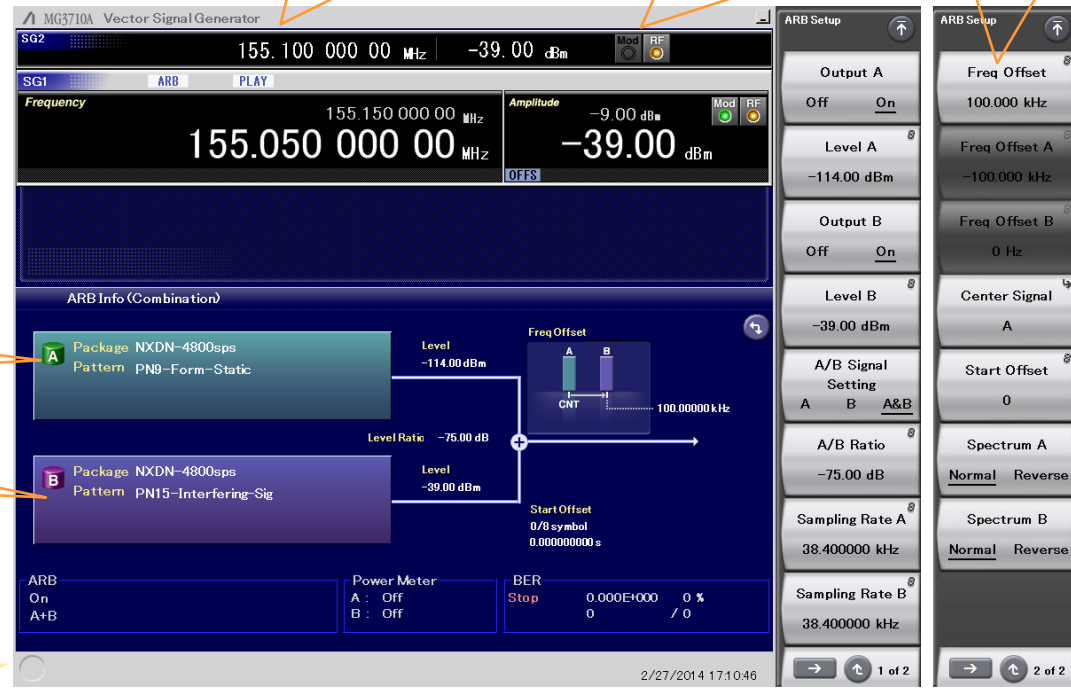 MG3710A Vector Signal Generator
SG2
155. 100 000 00 MHz -39. 00 dBm Mod RF
SG1 ARB PLAY
Frequency
155.150 000 00 MHz
155.050 000 00 MHz
Amplitude
-9.00 dBm
Mod RF
-39.00 dBm
OFFS
ARB Info (Combination)
A
Package NXDN-4800sps
Pattern PN9-Form-Static
Level
-114.00 dBm
Freq Offset
A B
CNT
100.00000 kHz
Level Ratio -75.00 dB
B
Package NXDN-4800sps
Pattern PN15-Interfering-Sig
Level
-39.00 dBm
Start Offset
0/8 symbol
0.000000000 s
ARB
On
A+B
Power Meter
A : Off
B : Off
BER
Stop 0.000E+000 0 %
0 / 0
2/27/2014 17:10:46
ARB Setup
Output A
Off On
Level A
-114.00 dBm
Output B
Off On
Level B
-39.00 dBm
A/B Signal
Setting
A B A&B
A/B Ratio
-75.00 dB
Sampling Rate A
38.400000 kHz
Sampling Rate B
38.400000 kHz
1 of 2
ARB Setup
Freq Offset
100.000 kHz
Freq Offset A
-100.000 kHz
Freq Offset B
0 Hz
Center Signal
A
Start Offset
0
Spectrum A
Normal Reverse
Spectrum B
Normal Reverse
2 of 2